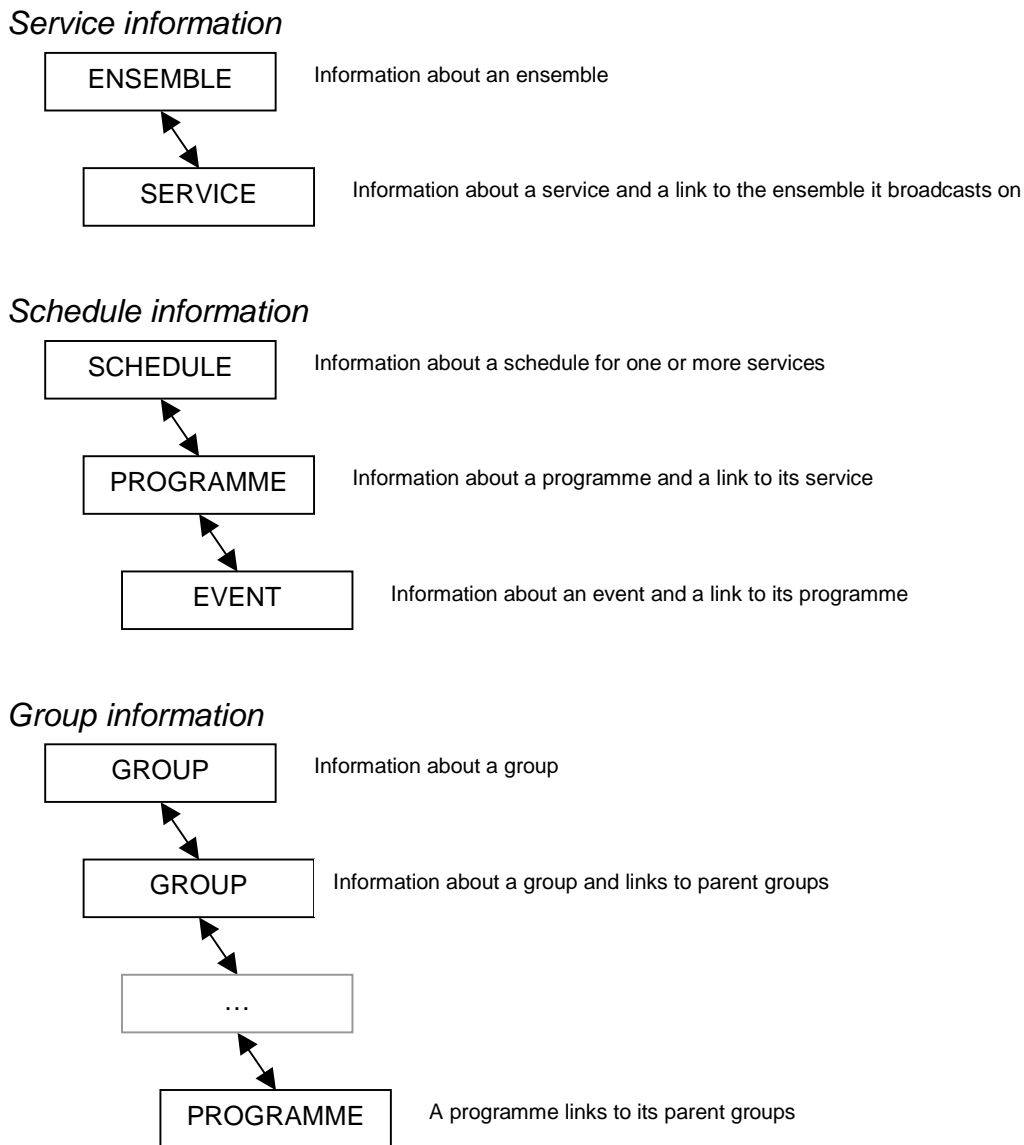 Service information
ENSEMBLE Information about an ensemble
SERVICE Information about a service and a link to the ensemble it broadcasts on
Schedule information
SCHEDULE Information about a schedule for one or more services
PROGRAMME Information about a programme and a link to its service
EVENT Information about an event and a link to its programme
Group information
GROUP Information about a group
GROUP Information about a group and links to parent groups
…
PROGRAMME A programme links to its parent groups